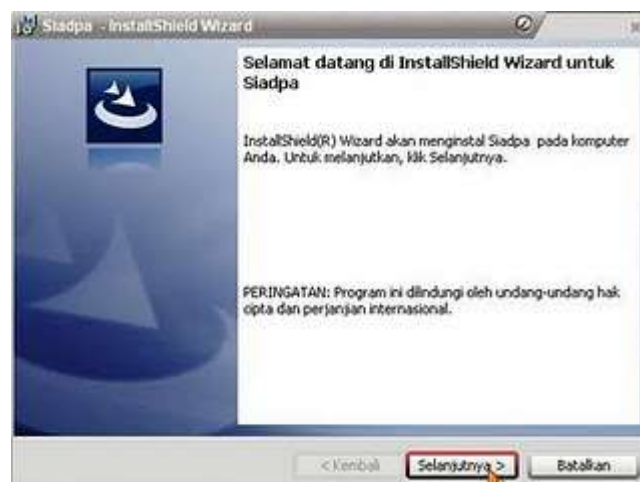 Siadpa - InstallShield Wizard
Selamat datang di InstallShield Wizard untuk
Siadpa
InstallShield(R) Wizard akan menginstal Siadpa pada komputer
Anda. Untuk melanjutkan, klik Selanjutnya.
PERINGATAN: Program ini dilindungi oleh undang-undang hak
cipta dan perjanjian internasional.
< Kembali Selanjutnya > Batalkan